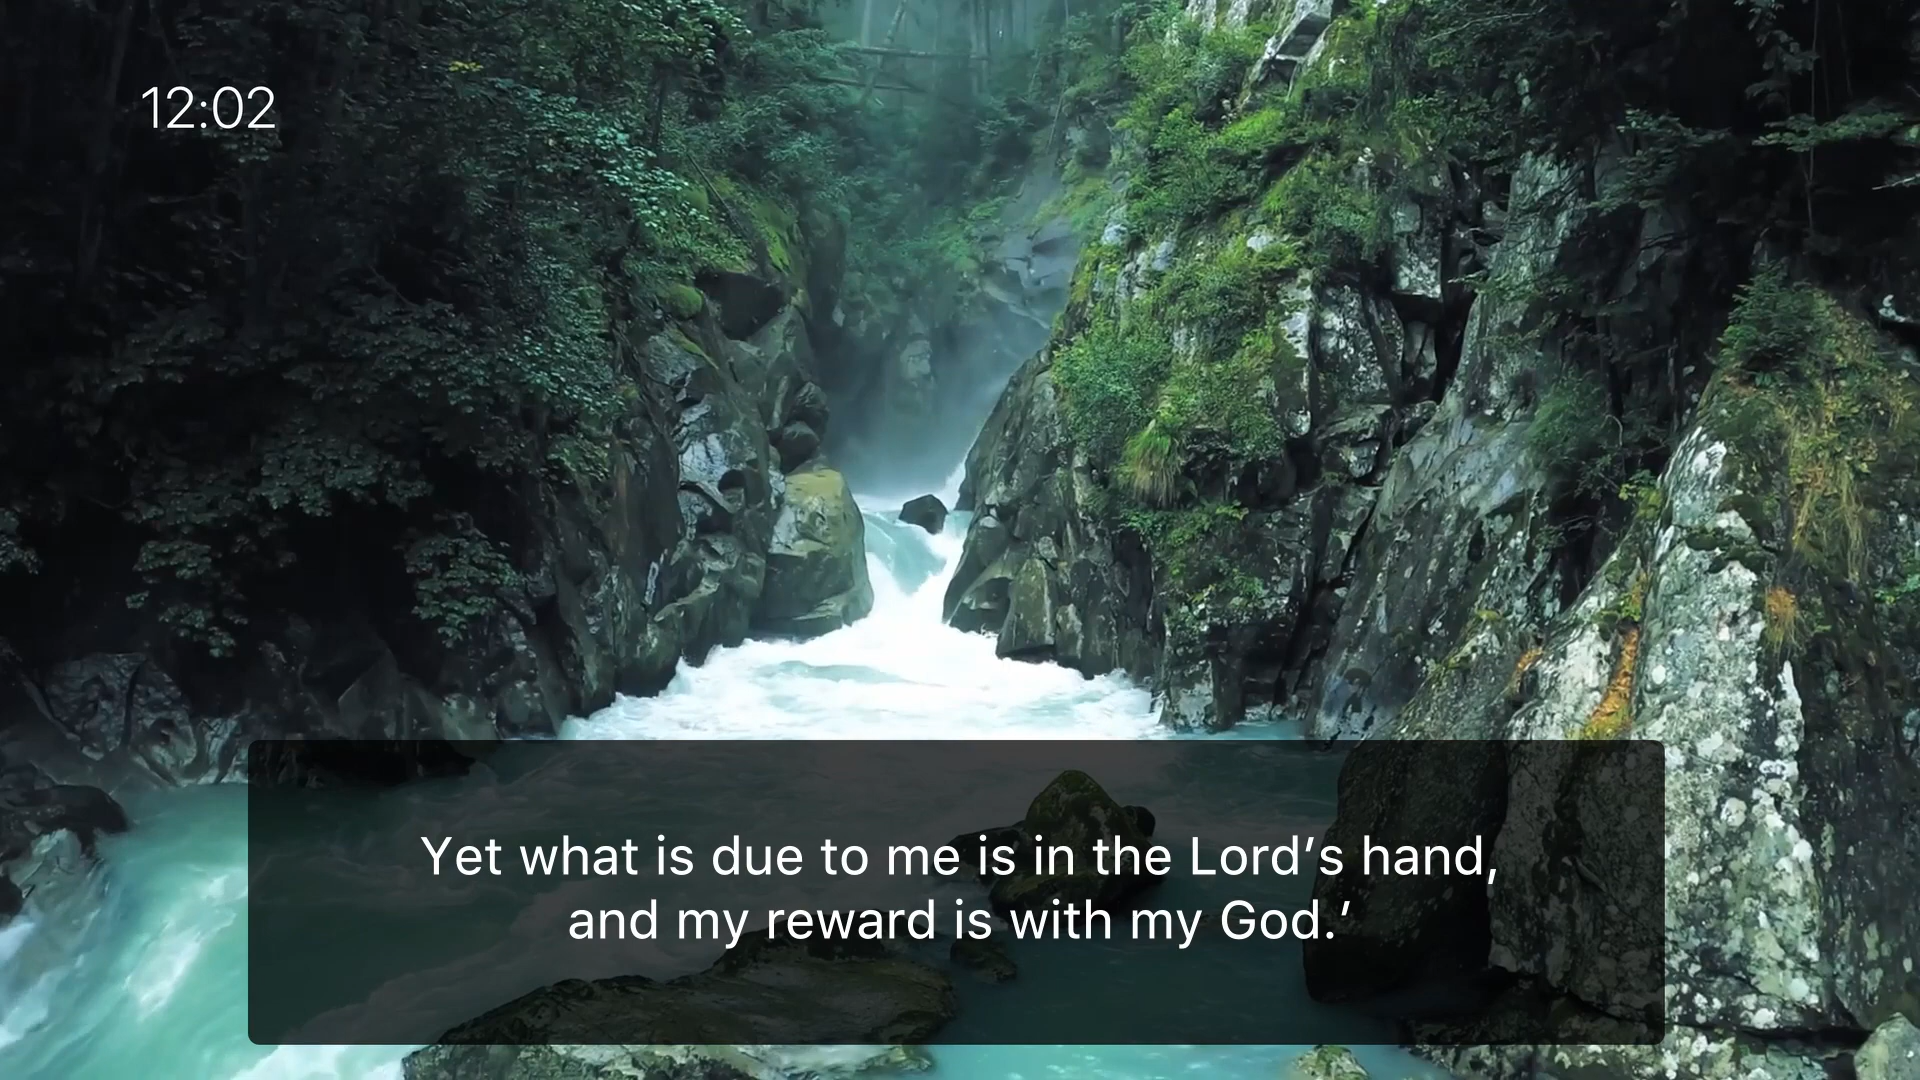 12:02
Yet what is due to me is in the Lord’s hand,
and my reward is with my God.’